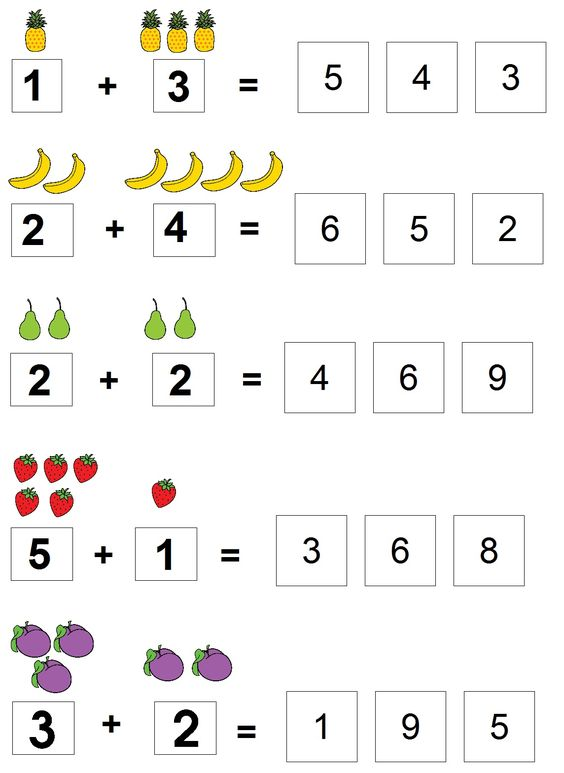 1 + 3 = 5 4 3
2 + 4 = 6 5 2
2 + 2 = 4 6 9
5 + 1 = 3 6 8
3 + 2 = 1 9 5